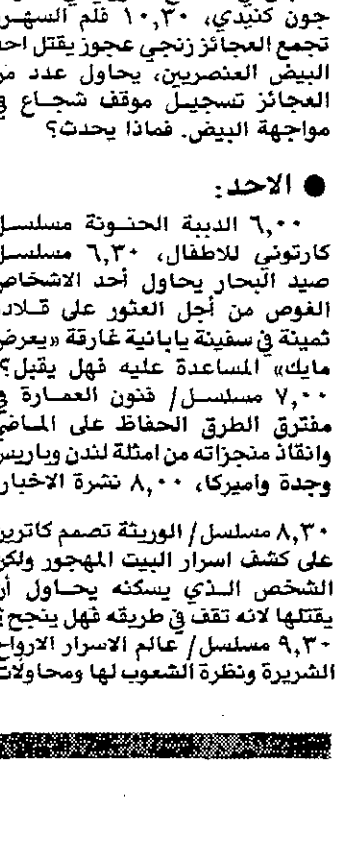 جون كنيدي، ١٠,٣٠ فلم السهر
تجمع العجائز زنجي عجوز يقتل احد
البيض العنصريين، يحاول عدد من
العجائز تسجيل موقف شجاع في
مواجهة البيض. فماذا يحدث؟
● الاحد:
٦,٠٠ الدببة الحنونة مسلسل
كارتوني للاطفال، ٦,٣٠ مسلسل
صيد البحار يحاول أحد الاشخاص
الغوص من أجل العثور على قلاد
ثمينة في سفينة يابانية غارقة «يعرض
مايك» المساعدة عليه فهل يقبل؟
٧,٠٠ مسلسل/ فنون العمارة في
مفترق الطرق الحفاظ على الماضي
وانقاذ منجزاته من امثلة لندن وباريس
وجدة واميركا، ٨,٠٠ نشرة الاخبار
٨,٣٠ مسلسل/ الوريثة تصمم كاترين
على كشف اسرار البيت المهجور ولكن
الشخص الذي يسكنه يحاول أن
يقتلها لانه تقف في طريقه فهل ينجح؟
٩,٣٠ مسلسل/ عالم الاسرار الارواح
الشريرة ونظرة الشعوب لها ومحاولات